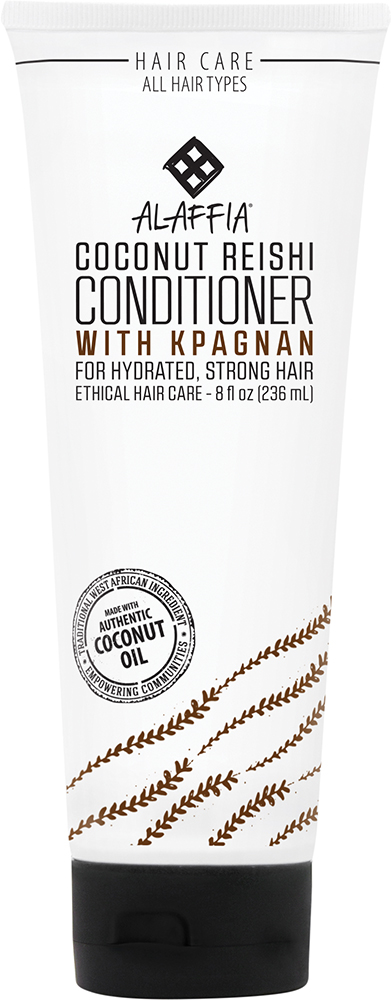 HAIR CARE
ALL HAIR TYPES
ALAFFIA®
COCONUT REISHI
CONDITIONER
WITH KPAGNAN
FOR HYDRATED, STRONG HAIR
ETHICAL HAIR CARE - 8 fl oz (236 mL)
TRADITIONAL WEST AFRICAN INGREDIENT
MADE WITH
AUTHENTIC
COCONUT
OIL
EMPOWERING COMMUNITIES